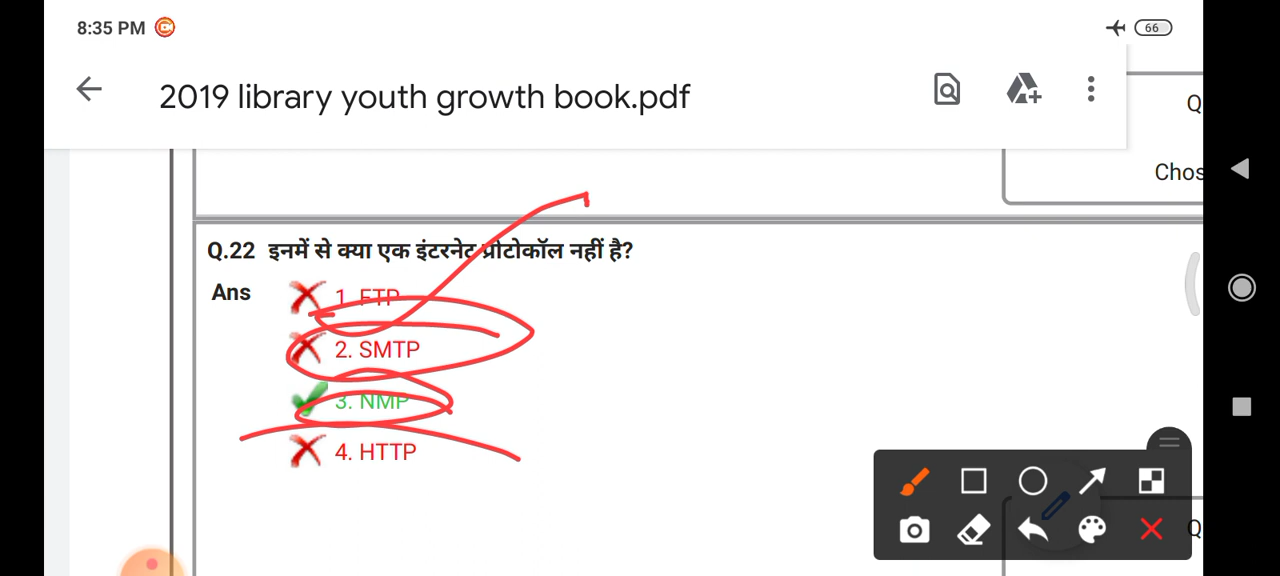 8:35 PM
66
2019 library youth growth book.pdf
Q
Chos
Q.22 इनमें से क्या एक इंटरनेट प्रोटोकॉल नहीं है?
Ans
1. FTP
2. SMTP
3. NMP
4. HTTP
Q